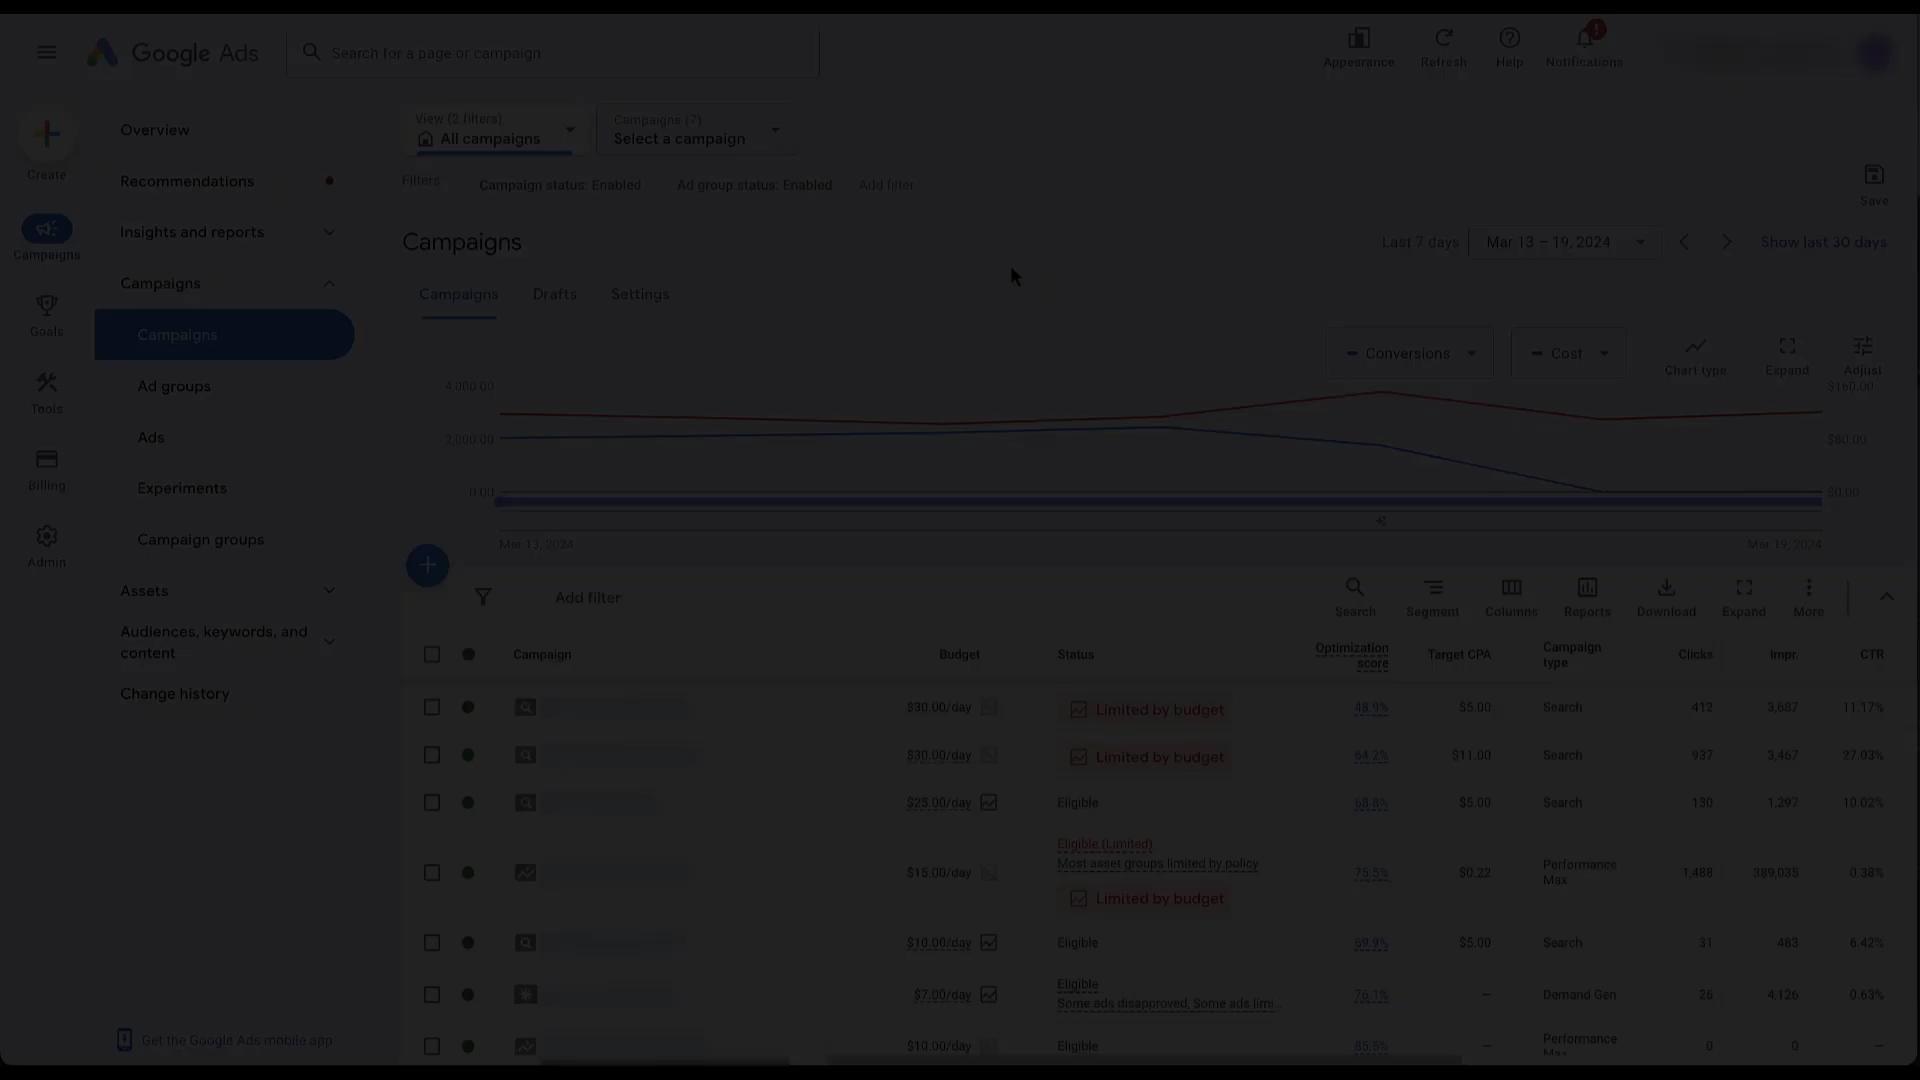 Google Ads
Search for a page or campaign
Appearance
Refresh
Help
Notifications
Create
Campaigns
Goals
Tools
Billing
Admin
Overview
Recommendations
Insights and reports
Campaigns
Campaigns
Ad groups
Ads
Experiments
Campaign groups
Assets
Audiences, keywords, and
content
Change history
Get the Google Ads mobile app
View (2 filters)
All campaigns
Campaigns (7)
Select a campaign
Filters
Campaign status: Enabled
Ad group status: Enabled
Add filter
Save
Campaigns
Last 7 days
Mar 13 – 19, 2024
Show last 30 days
Campaigns
Drafts
Settings
Conversions
Cost
Chart type
Expand
Adjust
4,000.00
$160.00
2,000.00
$80.00
0.00
$0.00
Mar 13, 2024
Mar 19, 2024
Add filter
Search
Segment
Columns
Reports
Download
Expand
More
Campaign Budget Status Optimization score Target CPA Campaign type Clicks Impr. CTR
$30.00/day Limited by budget 48.9% $5.00 Search 412 3,687 11.17%
$30.00/day Limited by budget 64.2% $11.00 Search 937 3,467 27.03%
$25.00/day Eligible 68.8% $5.00 Search 130 1,297 10.02%
Eligible (Limited)
Most asset groups limited by policy
$15.00/day 75.5% $0.22 Performance Max 1,488 389,035 0.38%
Limited by budget
$10.00/day Eligible 69.9% $5.00 Search 31 483 6.42%
Eligible
$7.00/day 76.1% – Demand Gen 26 4,126 0.63%
Some ads disapproved, Some ads limi...
$10.00/day Eligible 85.5% – Performance Max 0 0 –